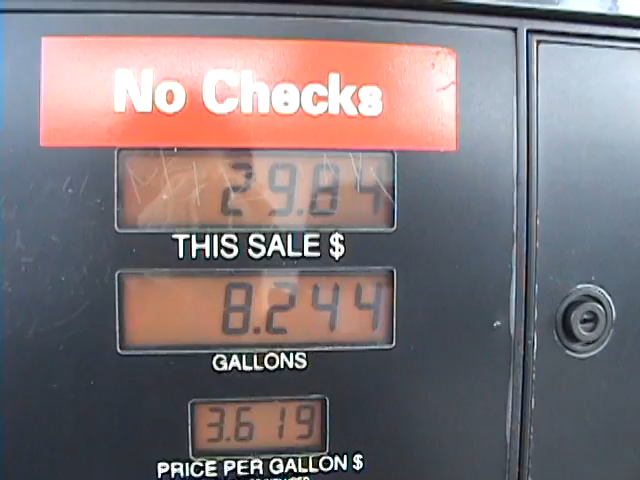 No Checks
29.84
THIS SALE $
8.244
GALLONS
3.619
PRICE PER GALLON $